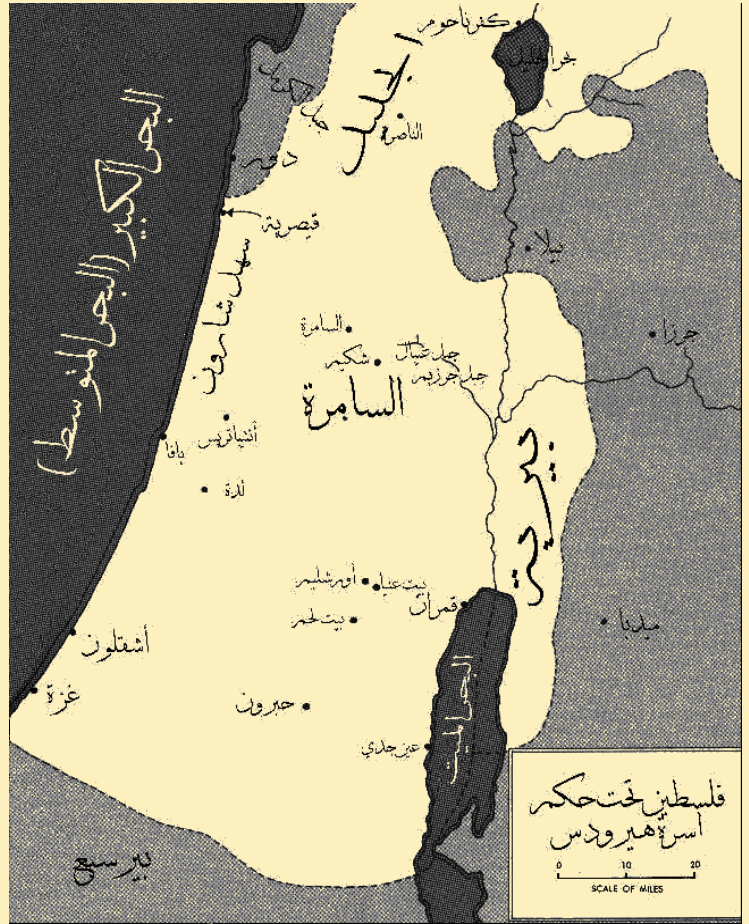 كفرناحوم
بحر الجليل
الجليل
جبل الكرمل
البحر الكبير (البحر المتوسط)
الناصرة
دور
قيصرية
سهل شارون
بيلا
السامرة
جرزا
جبل عيبال
شكيم
جبل جرزيم
السامرة
أنتيباتريس
يافا
بيرية
لدة
أورشليم
بيت عنيا
قمران
بيت لحم
ميدبا
أشقلون
البحر الميت
غزة
حبرون
عين جدي
فلسطين تحت حكم
أسرة هيرودس
بير سبع
0 10 20
SCALE OF MILES